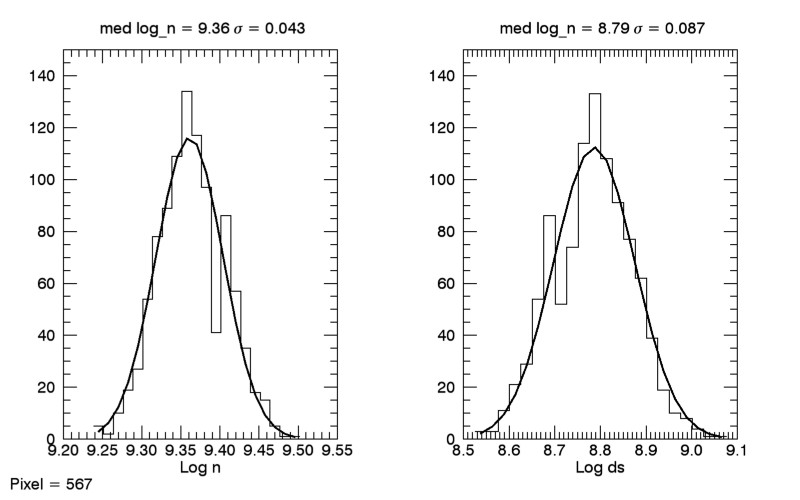 med log_n = 9.36 σ = 0.043
140
120
100
80
60
40
20
0
9.20 9.25 9.30 9.35 9.40 9.45 9.50 9.55
Log n
med log_n = 8.79 σ = 0.087
140
120
100
80
60
40
20
0
8.5 8.6 8.7 8.8 8.9 9.0 9.1
Log ds
Pixel = 567